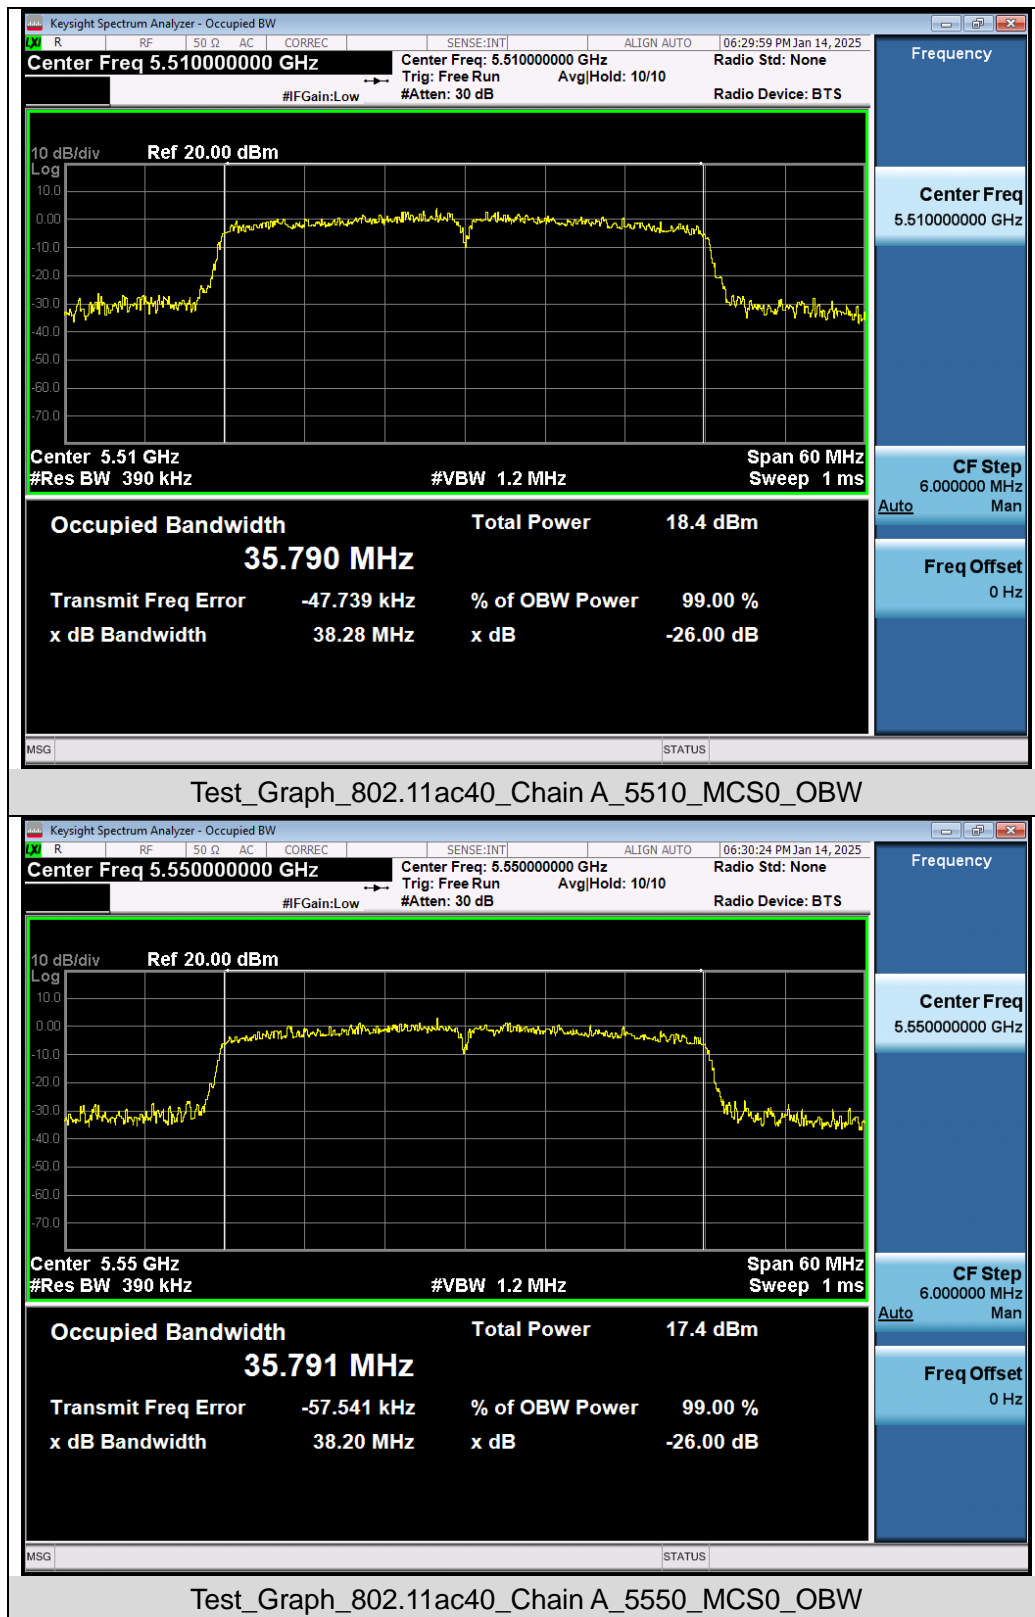 Keysight Spectrum Analyzer - Occupied BW
LXI R RF 50 Ω AC CORREC SENSE:INT ALIGN AUTO 06:29:59 PM Jan 14, 2025
Center Freq 5.510000000 GHz Center Freq: 5.510000000 GHz Radio Std: None
Trig: Free Run Avg|Hold: 10/10
#IFGain:Low #Atten: 30 dB Radio Device: BTS
10 dB/div Ref 20.00 dBm
Log
10.0
0.00
-10.0
-20.0
-30.0
-40.0
-50.0
-60.0
-70.0
Center 5.51 GHz Span 60 MHz
#Res BW 390 kHz #VBW 1.2 MHz Sweep 1 ms
Occupied Bandwidth Total Power 18.4 dBm
35.790 MHz
Transmit Freq Error -47.739 kHz % of OBW Power 99.00 %
x dB Bandwidth 38.28 MHz x dB -26.00 dB
MSG STATUS
Frequency
Center Freq
5.510000000 GHz
CF Step
6.000000 MHz
Auto Man
Freq Offset
0 Hz
Test_Graph_802.11ac40_Chain A_5510_MCS0_OBW
Keysight Spectrum Analyzer - Occupied BW
LXI R RF 50 Ω AC CORREC SENSE:INT ALIGN AUTO 06:30:24 PM Jan 14, 2025
Center Freq 5.550000000 GHz Center Freq: 5.550000000 GHz Radio Std: None
Trig: Free Run Avg|Hold: 10/10
#IFGain:Low #Atten: 30 dB Radio Device: BTS
10 dB/div Ref 20.00 dBm
Log
10.0
0.00
-10.0
-20.0
-30.0
-40.0
-50.0
-60.0
-70.0
Center 5.55 GHz Span 60 MHz
#Res BW 390 kHz #VBW 1.2 MHz Sweep 1 ms
Occupied Bandwidth Total Power 17.4 dBm
35.791 MHz
Transmit Freq Error -57.541 kHz % of OBW Power 99.00 %
x dB Bandwidth 38.20 MHz x dB -26.00 dB
MSG STATUS
Frequency
Center Freq
5.550000000 GHz
CF Step
6.000000 MHz
Auto Man
Freq Offset
0 Hz
Test_Graph_802.11ac40_Chain A_5550_MCS0_OBW